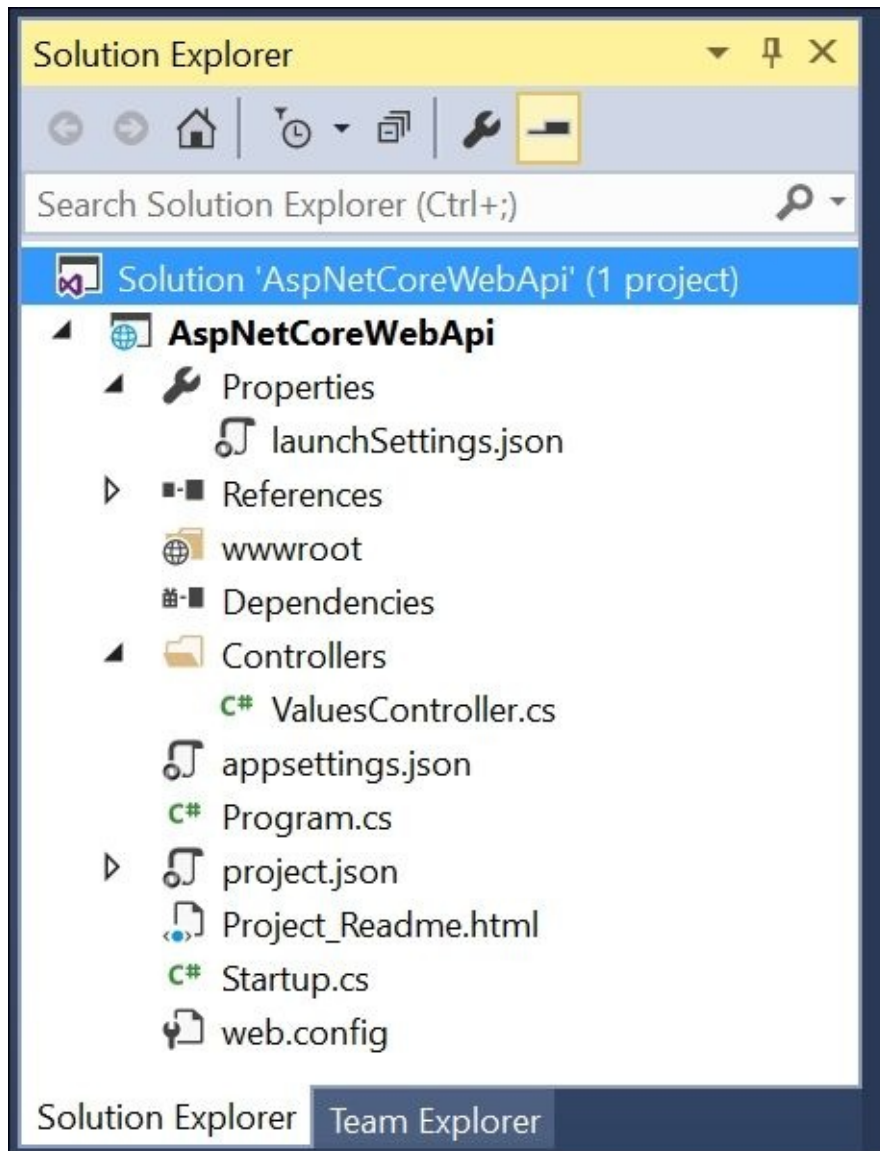 Solution Explorer
Search Solution Explorer (Ctrl+;)
Solution 'AspNetCoreWebApi' (1 project)
AspNetCoreWebApi
Properties
launchSettings.json
References
wwwroot
Dependencies
Controllers
C# ValuesController.cs
appsettings.json
C# Program.cs
project.json
Project_Readme.html
C# Startup.cs
web.config
Solution Explorer Team Explorer